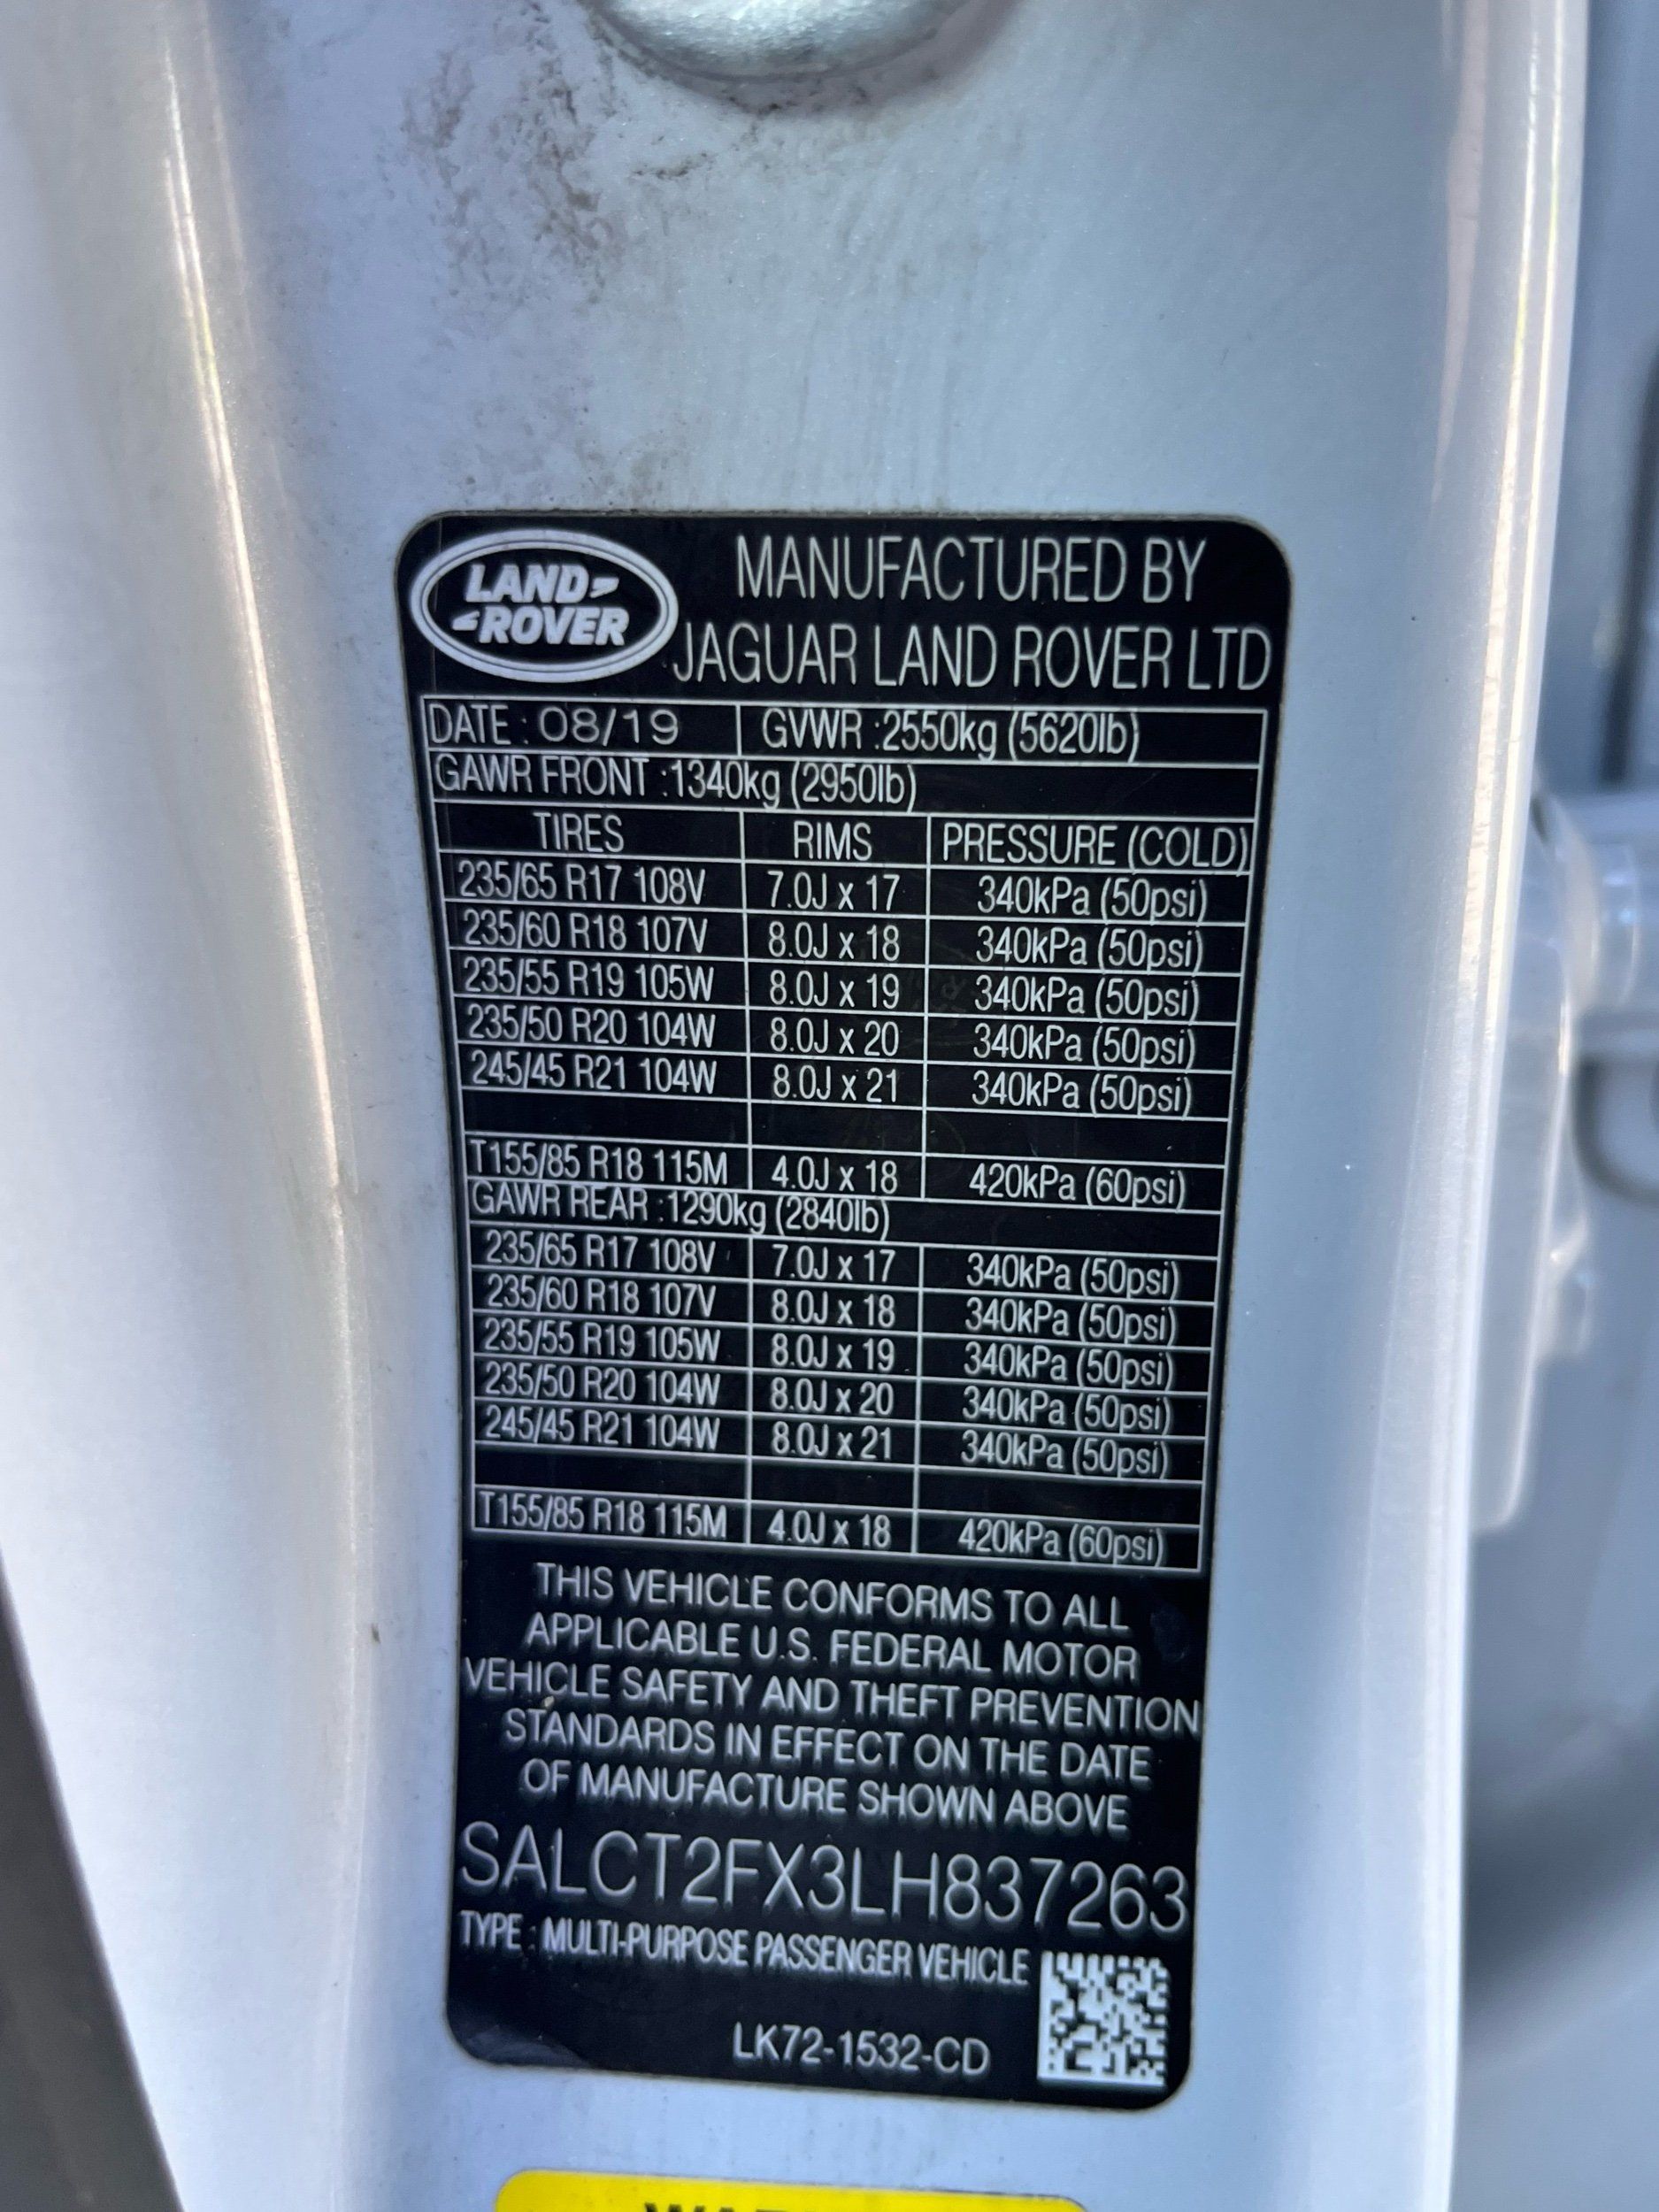 LAND
ROVER
MANUFACTURED BY
JAGUAR LAND ROVER LTD
DATE : 08/19 GVWR :2550kg (5620lb)
GAWR FRONT :1340kg (2950lb)
TIRES RIMS PRESSURE (COLD)
235/65 R17 108V 7.0J x 17 340kPa (50psi)
235/60 R18 107V 8.0J x 18 340kPa (50psi)
235/55 R19 105W 8.0J x 19 340kPa (50psi)
235/50 R20 104W 8.0J x 20 340kPa (50psi)
245/45 R21 104W 8.0J x 21 340kPa (50psi)
T155/85 R18 115M 4.0J x 18 420kPa (60psi)
GAWR REAR :1290kg (2840lb)
235/65 R17 108V 7.0J x 17 340kPa (50psi)
235/60 R18 107V 8.0J x 18 340kPa (50psi)
235/55 R19 105W 8.0J x 19 340kPa (50psi)
235/50 R20 104W 8.0J x 20 340kPa (50psi)
245/45 R21 104W 8.0J x 21 340kPa (50psi)
T155/85 R18 115M 4.0J x 18 420kPa (60psi)
THIS VEHICLE CONFORMS TO ALL
APPLICABLE U.S. FEDERAL MOTOR
VEHICLE SAFETY AND THEFT PREVENTION
STANDARDS IN EFFECT ON THE DATE
OF MANUFACTURE SHOWN ABOVE
SALCT2FX3LH837263
TYPE : MULTI-PURPOSE PASSENGER VEHICLE
LK72-1532-CD